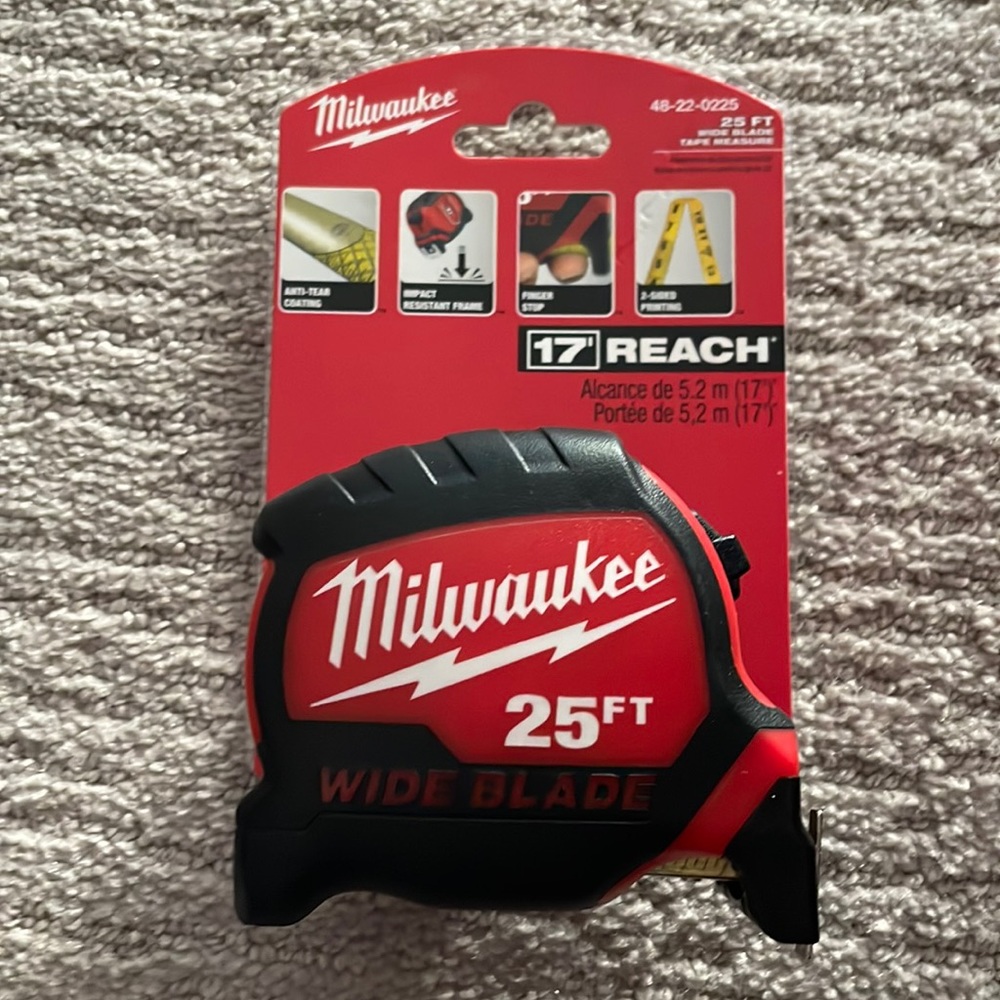 Milwaukee
48-22-0225
25 FT
WIDE BLADE
TAPE MEASURE
ANTI-TEAR
COATING
IMPACT
RESISTANT FRAME
DE
FINGER
STOP
2-SIDED
PRINTING
17' REACH*
Alcance de 5.2 m (17')*
Portée de 5,2 m (17')*
Milwaukee
25FT
WIDE BLADE